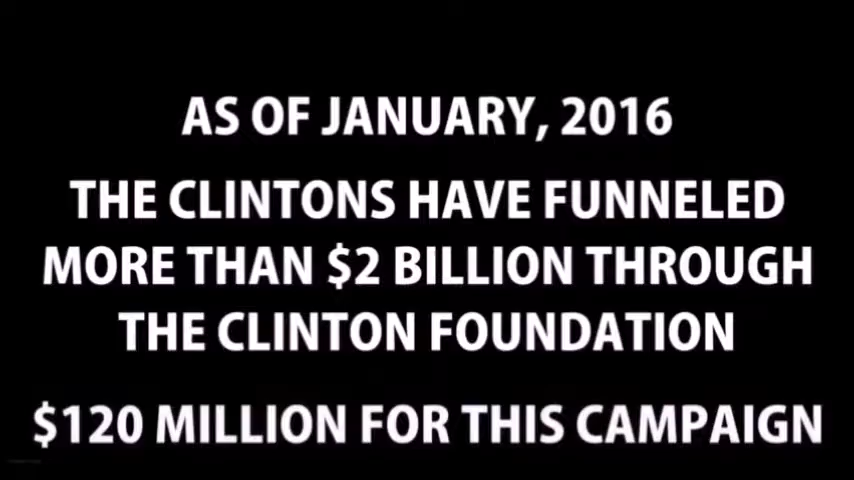 AS OF JANUARY, 2016
THE CLINTONS HAVE FUNNELED
MORE THAN $2 BILLION THROUGH
THE CLINTON FOUNDATION
$120 MILLION FOR THIS CAMPAIGN